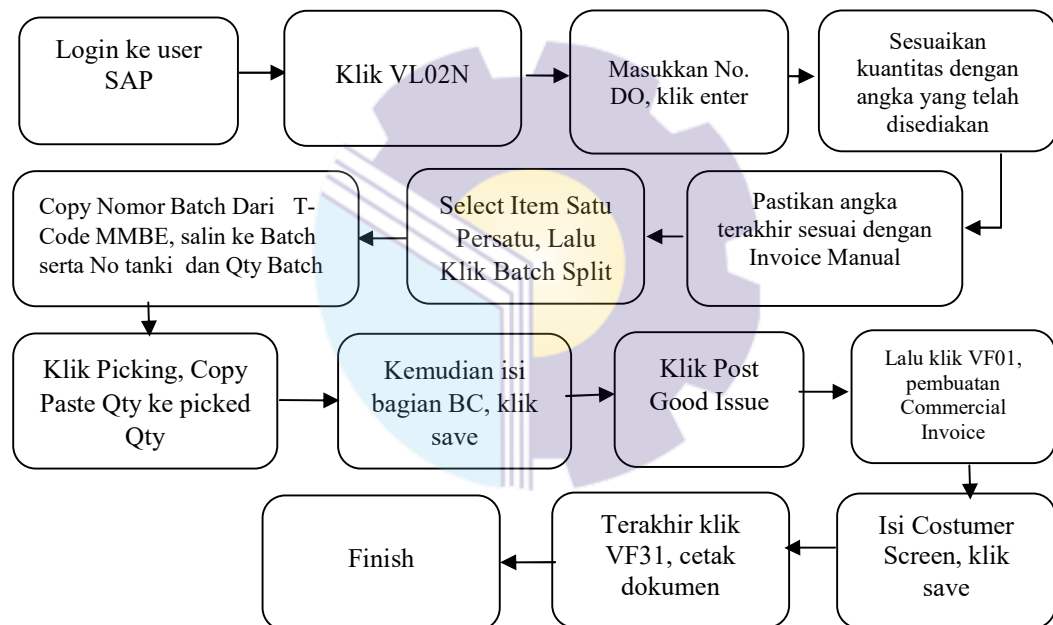 Login ke user
SAP
Klik VL02N
Masukkan No.
DO, klik enter
Sesuaikan
kuantitas dengan
angka yang telah
disediakan
Pastikan angka
terakhir sesuai dengan
Invoice Manual
Select Item Satu
Persatu, Lalu
Klik Batch Split
Copy Nomor Batch Dari T-
Code MMBE, salin ke Batch
serta No tanki dan Qty Batch
Klik Picking, Copy
Paste Qty ke picked
Qty
Kemudian isi
bagian BC, klik
save
Klik Post
Good Issue
Lalu klik VF01,
pembuatan
Commercial
Invoice
Isi Costumer
Screen, klik
save
Terakhir klik
VF31, cetak
dokumen
Finish